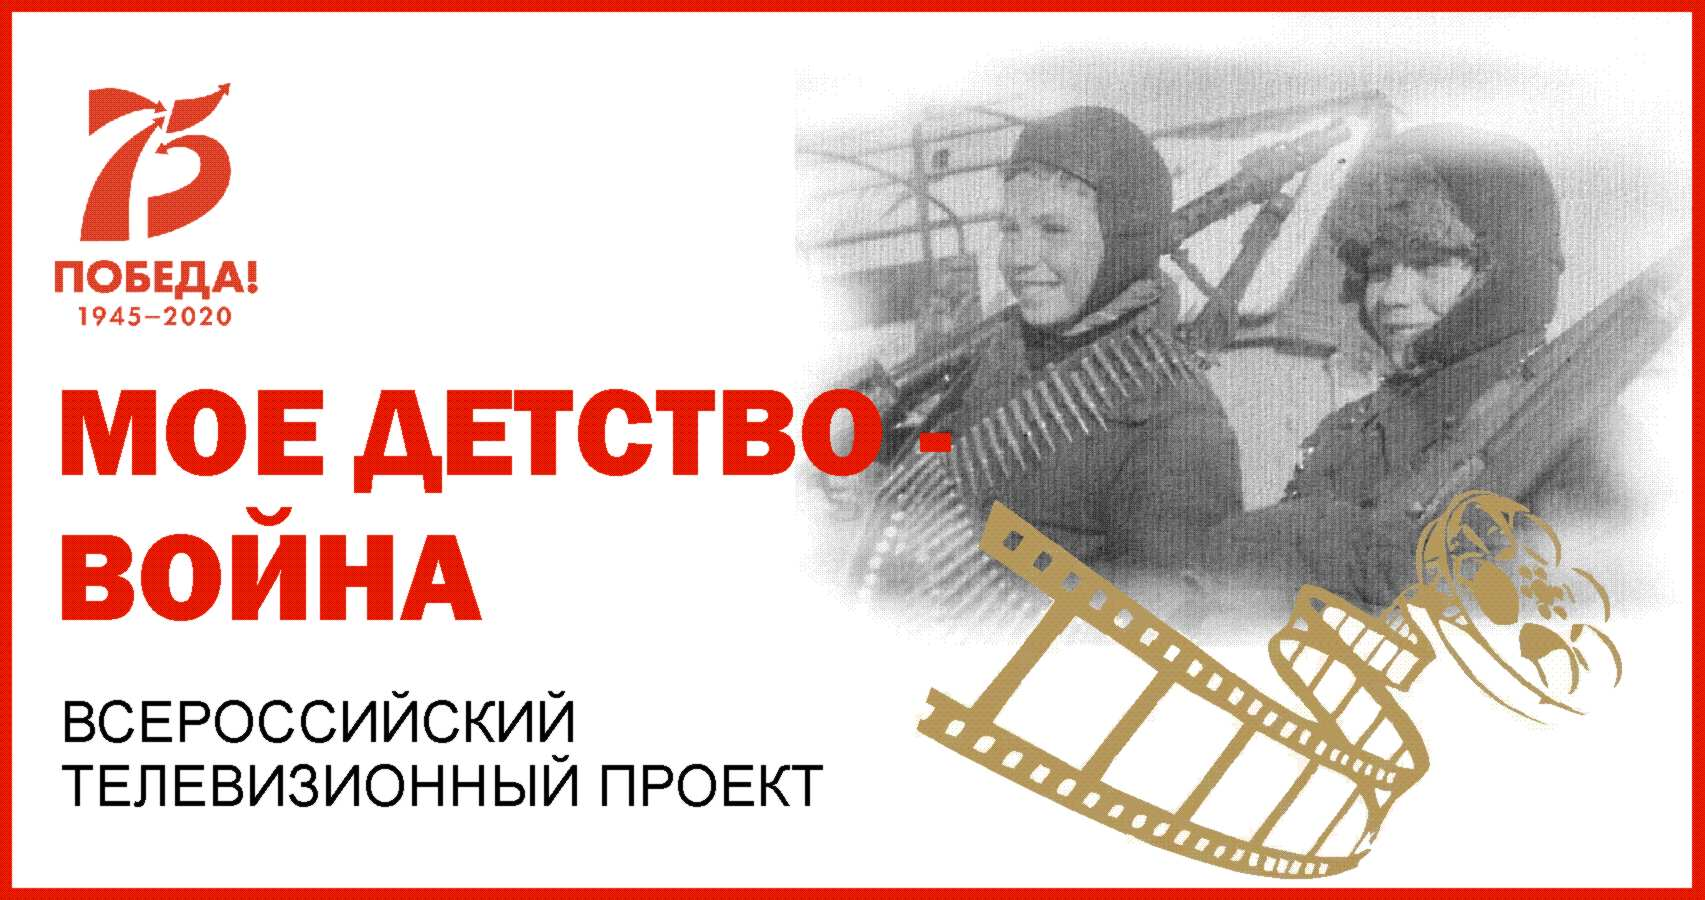 75
ПОБЕДА!
1945–2020
МОЕ ДЕТСТВО -
ВОЙНА
ВСЕРОССИЙСКИЙ
ТЕЛЕВИЗИОННЫЙ ПРОЕКТ